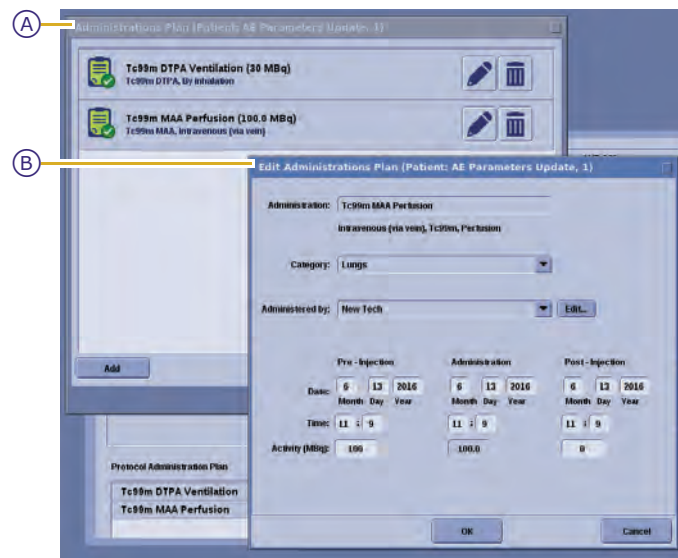 A
Administrations Plan (Patient: AE Parameters Update, 1)
Tc99m DTPA Ventilation (30 MBq)
Tc99m DTPA, By inhalation
Tc99m MAA Perfusion (100.0 MBq)
Tc99m MAA, Intravenous (via vein)
B
Edit Administrations Plan (Patient: AE Parameters Update, 1)
Administration: Tc99m MAA Perfusion
Intravenous (via vein), Tc99m, Perfusion
Category: Lungs
Administered by: New Tech Edit...
Add
Pre - Injection Administration Post - Injection
Date: 6 13 2016 6 13 2016 6 13 2016
Month Day Year Month Day Year Month Day Year
Time: 11 : 9 11 : 9 11 : 9
Activity (MBq): 100 100.0 0
Protocol Administration Plan
Tc99m DTPA Ventilation
Tc99m MAA Perfusion
OK Cancel